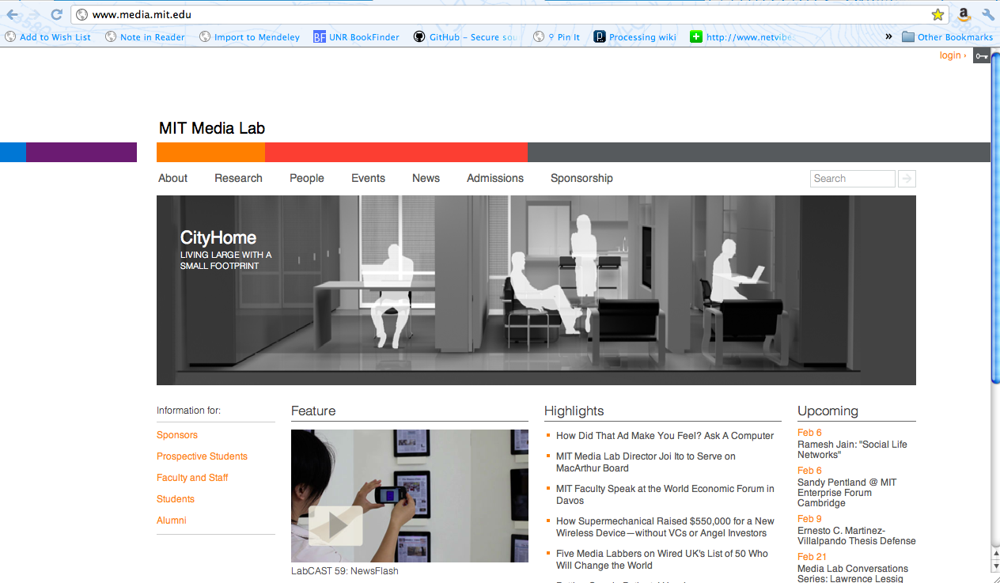 www.media.mit.edu
Add to Wish List
Note in Reader
Import to Mendeley
BF UNR BookFinder
GitHub - Secure sou
Pin It
Processing wiki
http://www.netvibes
»
Other Bookmarks
login ›
MIT Media Lab
About
Research
People
Events
News
Admissions
Sponsorship
Search
CityHome
LIVING LARGE WITH A
SMALL FOOTPRINT
Information for:
Sponsors
Prospective Students
Faculty and Staff
Students
Alumni
Feature
LabCAST 59: NewsFlash
Highlights
How Did That Ad Make You Feel? Ask A Computer
MIT Media Lab Director Joi Ito to Serve on
MacArthur Board
MIT Faculty Speak at the World Economic Forum in
Davos
How Supermechanical Raised $550,000 for a New
Wireless Device—without VCs or Angel Investors
Five Media Labbers on Wired UK's List of 50 Who
Will Change the World
Upcoming
Feb 6
Ramesh Jain: "Social Life
Networks"
Feb 6
Sandy Pentland @ MIT
Enterprise Forum
Cambridge
Feb 9
Ernesto C. Martinez-
Villalpando Thesis Defense
Feb 21
Media Lab Conversations
Series: Lawrence Lessig